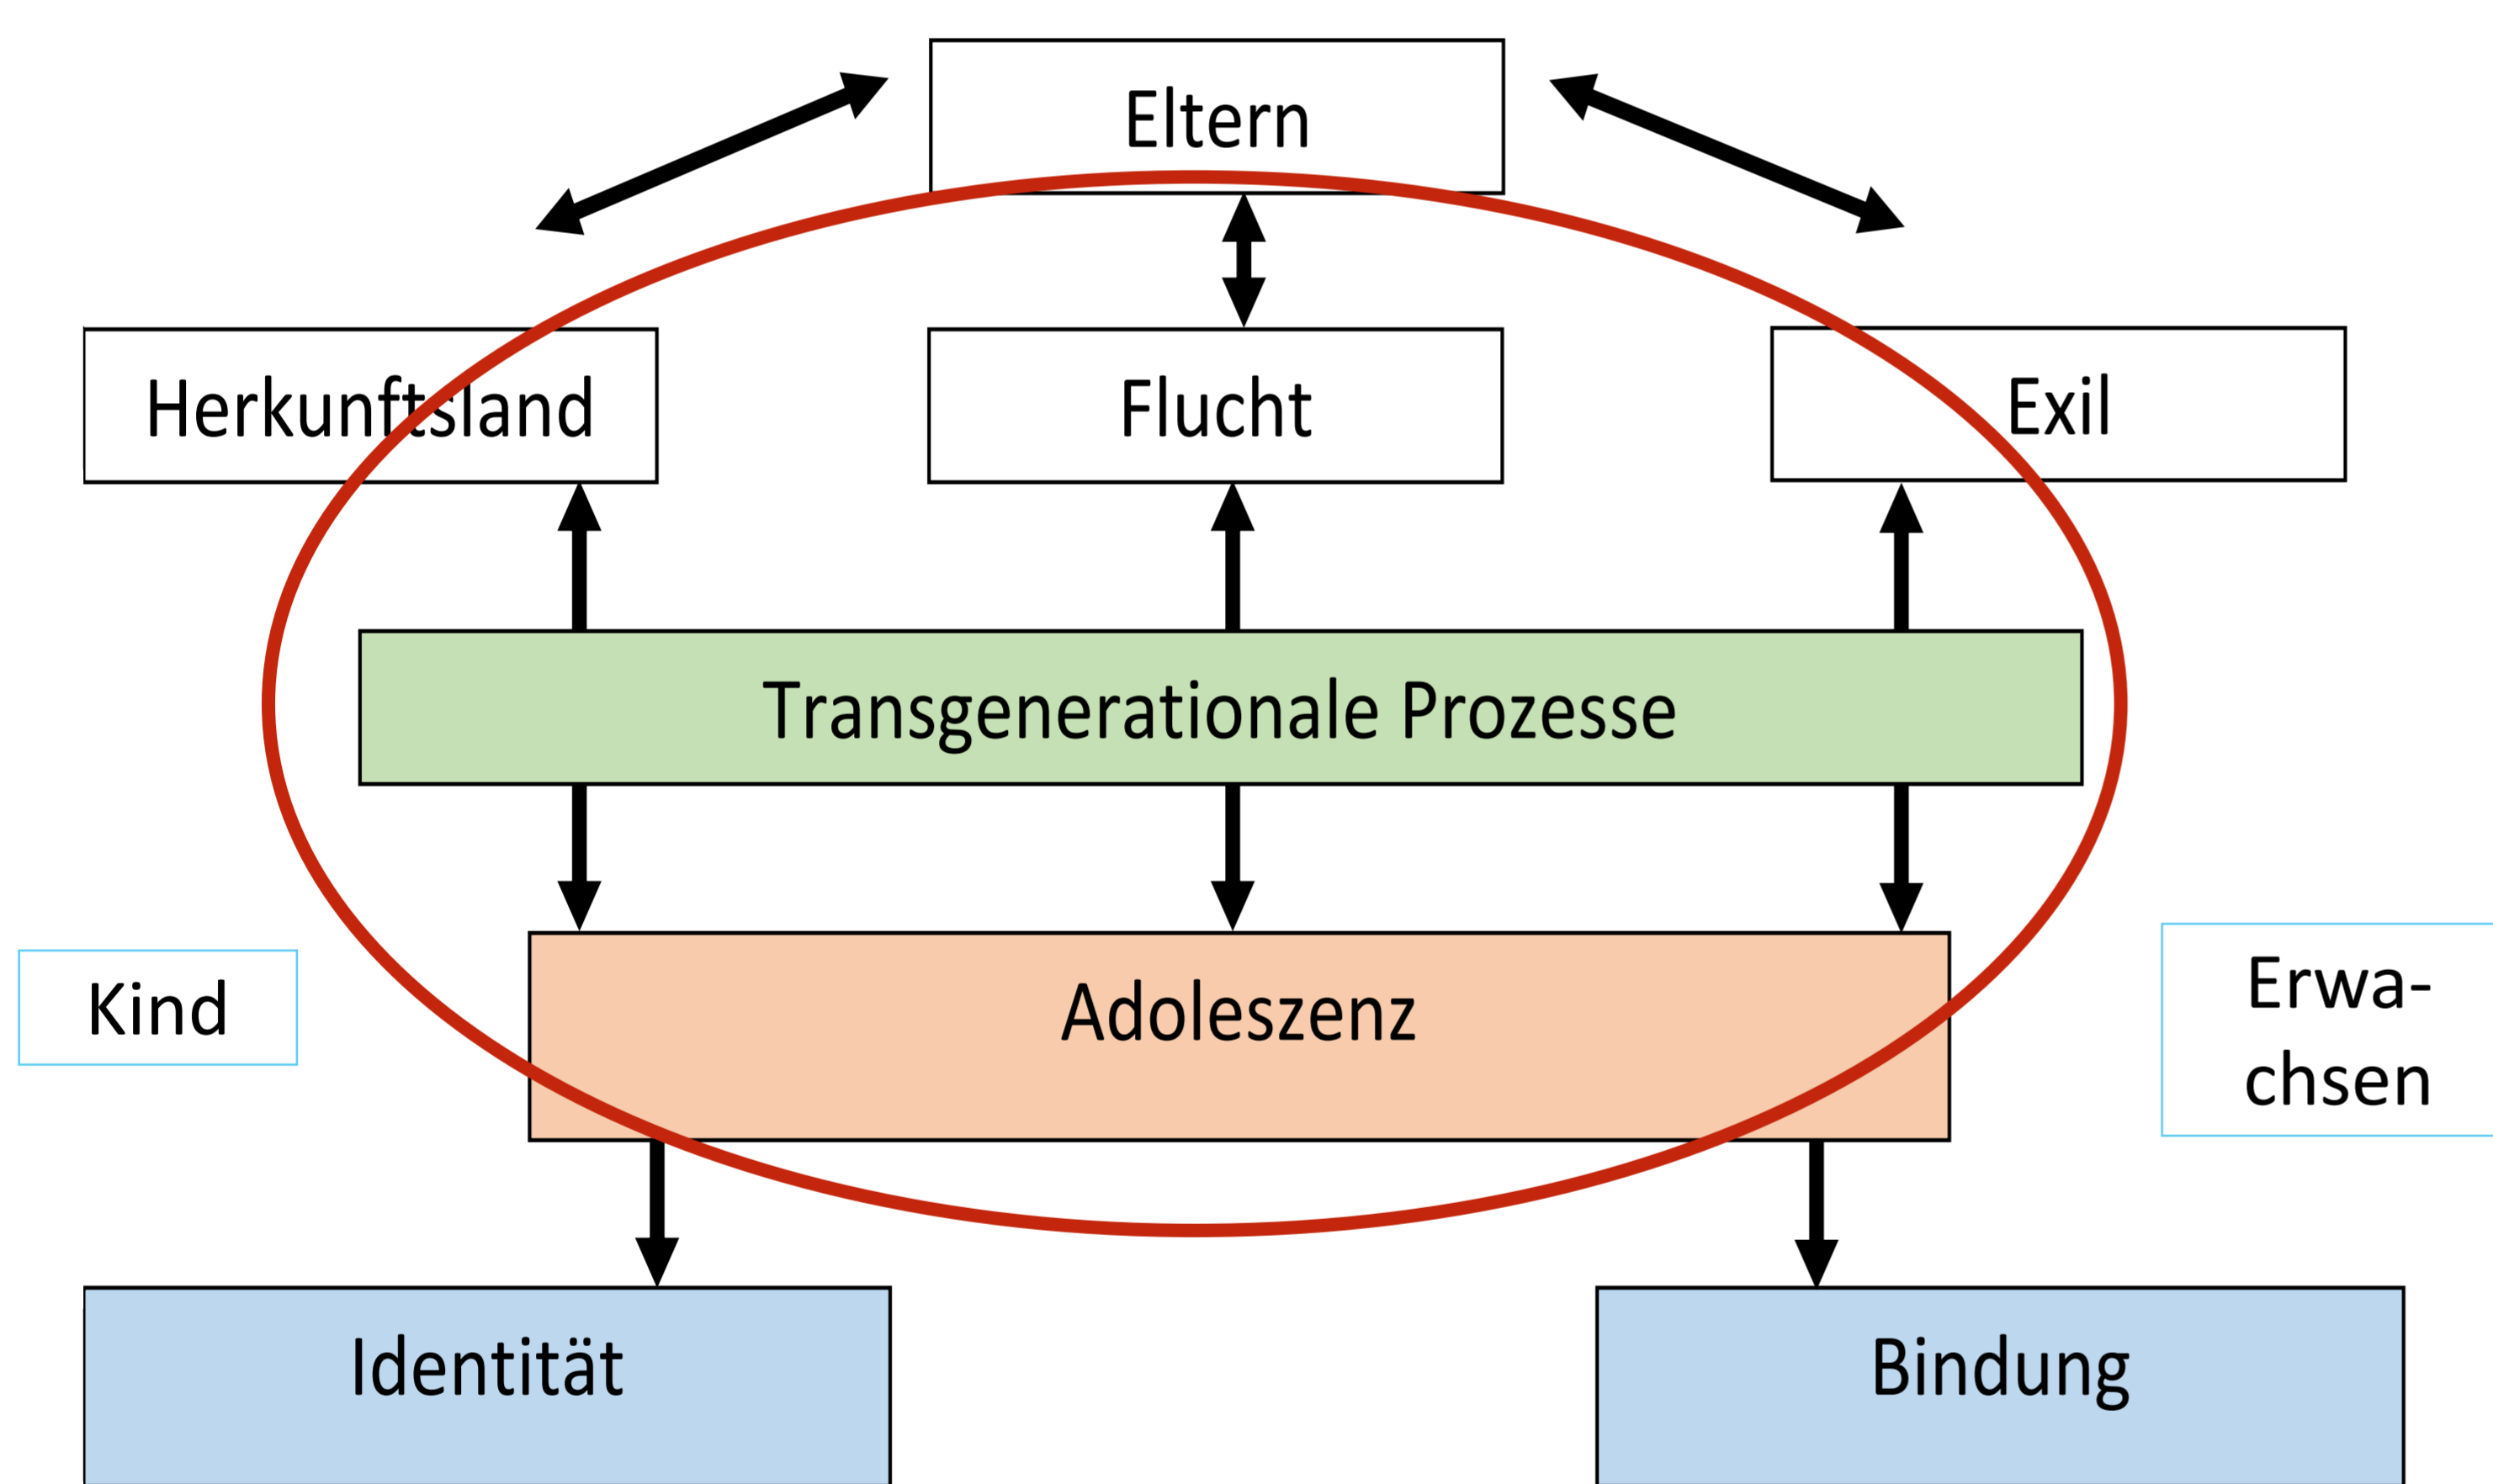 Eltern
Herkunftsland
Flucht
Exil
Transgenerationale Prozesse
Kind
Adoleszenz
Erwa-
chsen
Identität
Bindung